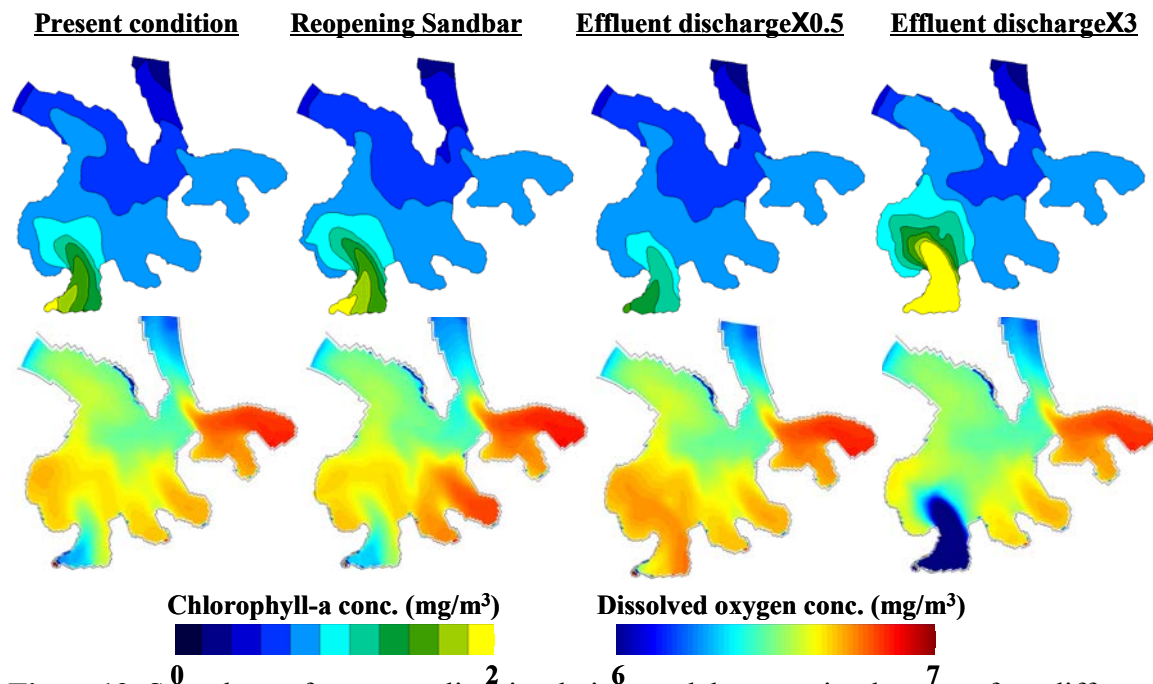 Present condition
Reopening Sandbar
Effluent dischargeX0.5
Effluent dischargeX3
Chlorophyll-a conc. (mg/m³)
0 2
Dissolved oxygen conc. (mg/m³)
6 7